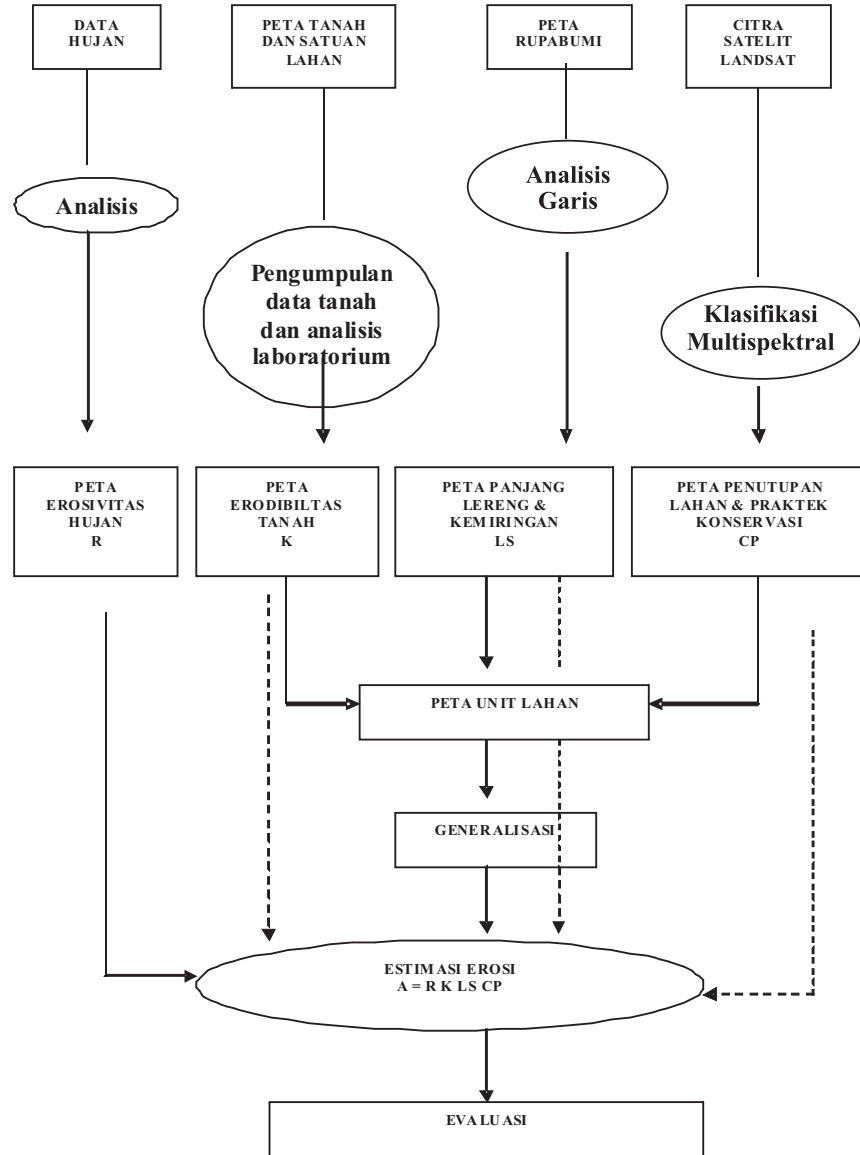 DATA
HUJAN
PETA TANAH
DAN SATUAN
LAHAN
PETA
RUPABUMI
CITRA
SATELIT
LANDSAT
Analisis
Pengumpulan
data tanah
dan analisis
laboratorium
Analisis
Garis
Klasifikasi
Multispektral
PETA
EROSIVITAS
HUJAN
R
PETA
ERODIBILTAS
TANAH
K
PETA PANJANG
LERENG &
KEMIRINGAN
LS
PETA PENUTUPAN
LAHAN & PRAKTEK
KONSERVASI
CP
PETA UNIT LAHAN
GENERALISASI
ESTIMASI EROSI
A = R K LS CP
EVALUASI